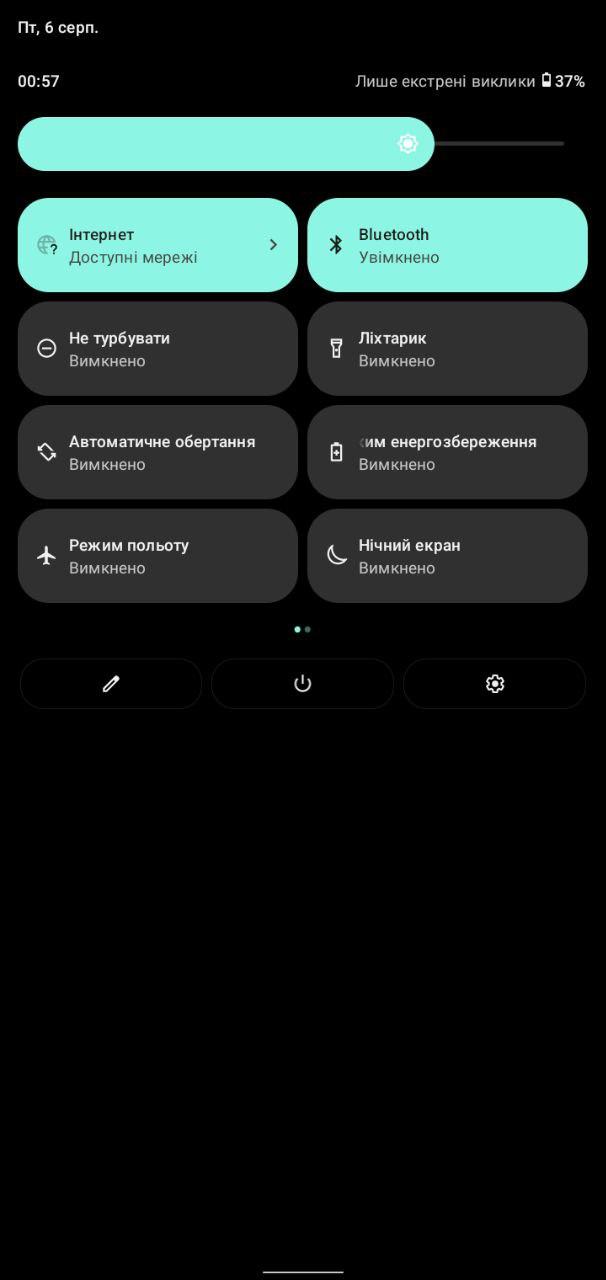 Пт, 6 серп.
00:57
Лише екстрені виклики 37%
Інтернет
Доступні мережі
Bluetooth
Увімкнено
Не турбувати
Вимкнено
Ліхтарик
Вимкнено
Автоматичне обертання
Вимкнено
им енергозбереження
Вимкнено
Режим польоту
Вимкнено
Нічний екран
Вимкнено